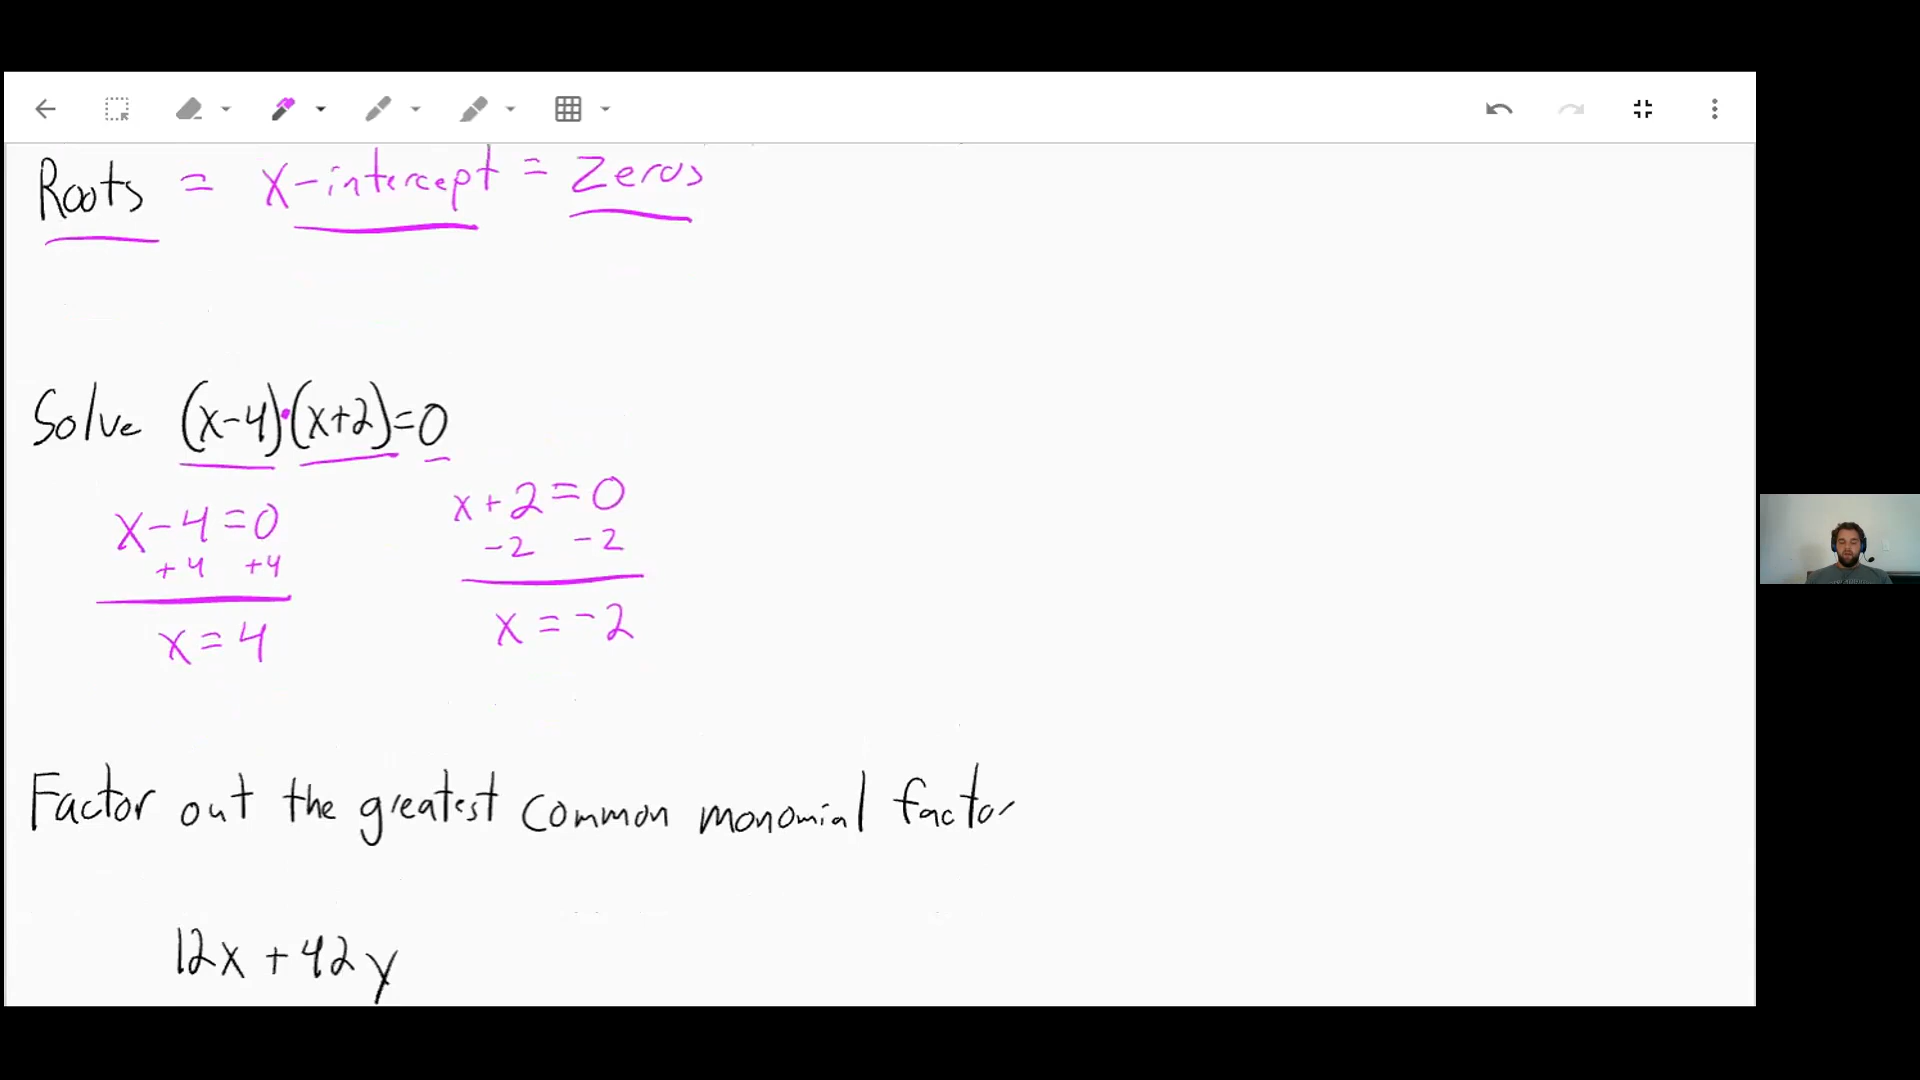 Roots = x-intercept = Zeros
Solve (x-4)·(x+2)=0
x-4=0 x+2=0
+4 +4 -2 -2
x=4 x=-2
Factor out the greatest common monomial factor
12x+42y